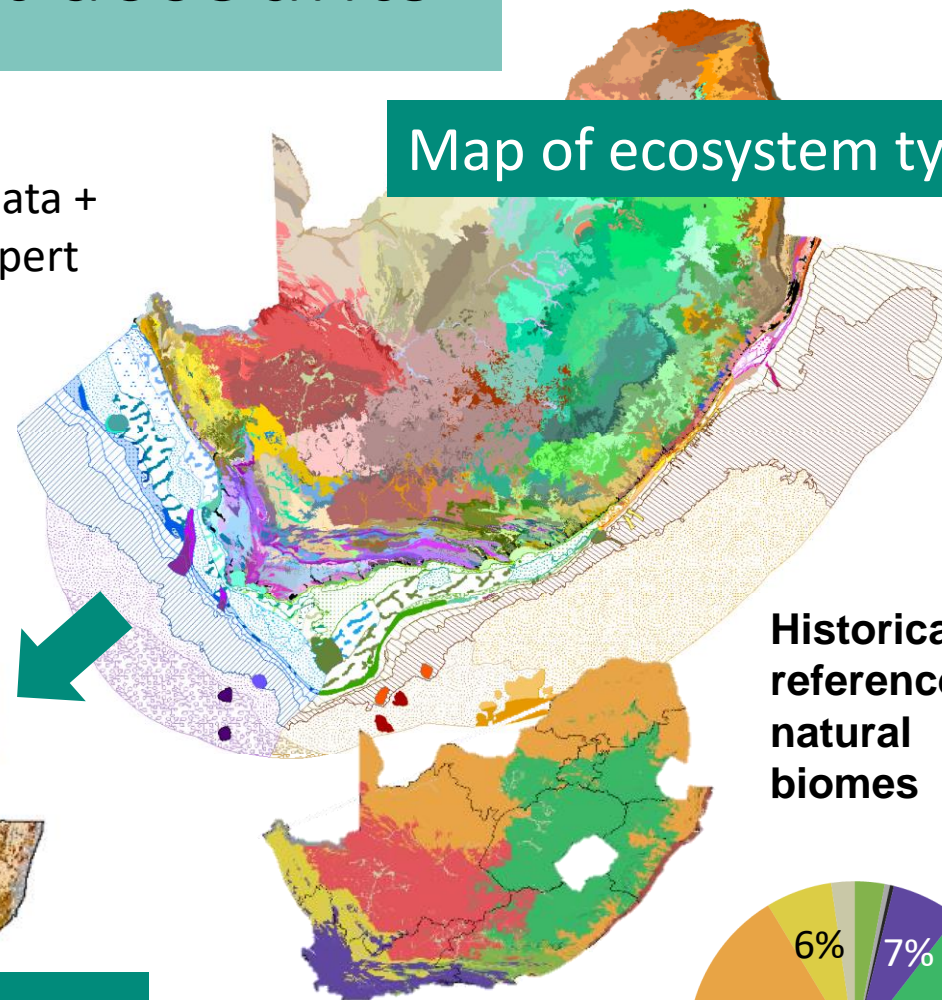 Map of ecosystem ty
ata +
pert
Historica
reference
natural
biomes
6%
7%